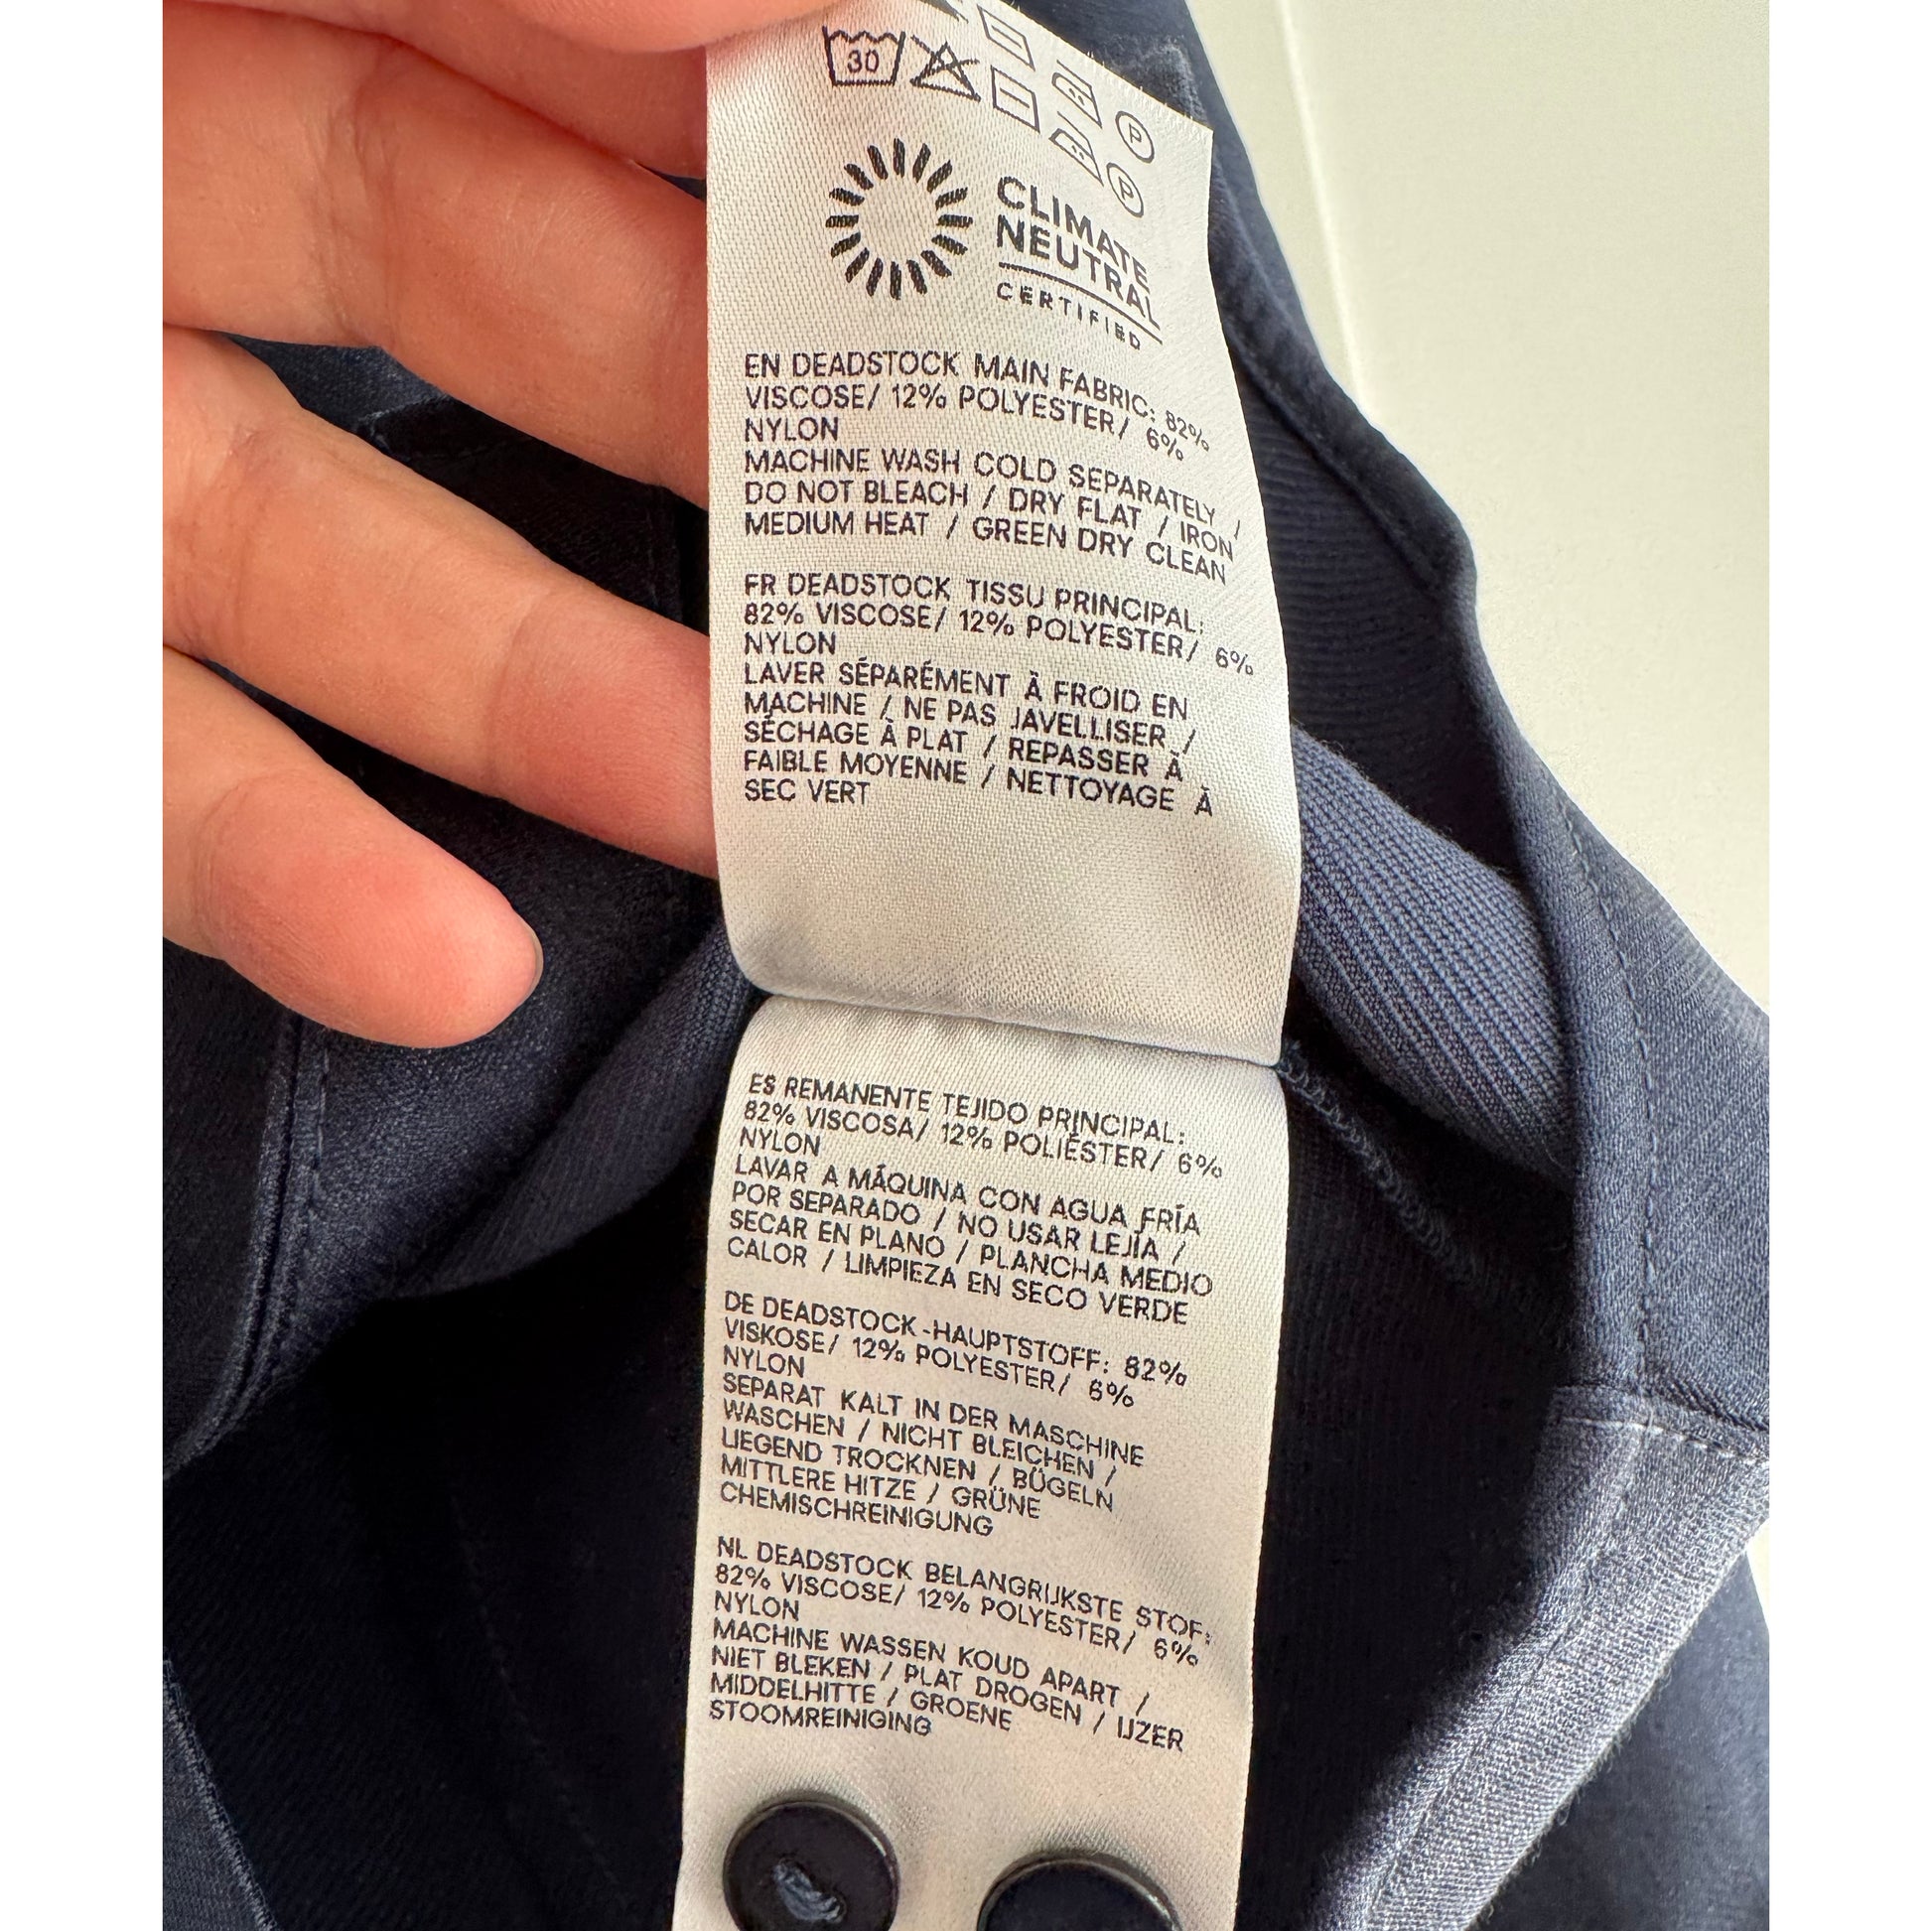 30
P
P
CLIMATE
NEUTRAL
CERTIFIED
EN DEADSTOCK MAIN FABRIC: 82%
VISCOSE/ 12% POLYESTER/ 6%
NYLON
MACHINE WASH COLD SEPARATELY /
DO NOT BLEACH / DRY FLAT / IRON
MEDIUM HEAT / GREEN DRY CLEAN
FR DEADSTOCK TISSU PRINCIPAL:
82% VISCOSE/ 12% POLYESTER/ 6%
NYLON
LAVER SÉPARÉMENT À FROID EN
MACHINE / NE PAS JAVELLISER /
SÉCHAGE À PLAT / REPASSER À
FAIBLE MOYENNE / NETTOYAGE À
SEC VERT
ES REMANENTE TEJIDO PRINCIPAL:
82% VISCOSA/ 12% POLIÉSTER/ 6%
NYLON
LAVAR A MÁQUINA CON AGUA FRÍA
POR SEPARADO / NO USAR LEJÍA /
SECAR EN PLANO / PLANCHA MEDIO
CALOR / LIMPIEZA EN SECO VERDE
DE DEADSTOCK-HAUPTSTOFF: 82%
VISKOSE/ 12% POLYESTER/ 6%
NYLON
SEPARAT KALT IN DER MASCHINE
WASCHEN / NICHT BLEICHEN /
LIEGEND TROCKNEN / BÜGELN
MITTLERE HITZE / GRÜNE
CHEMISCHREINIGUNG
NL DEADSTOCK BELANGRIJKSTE STOF:
82% VISCOSE/ 12% POLYESTER/ 6%
NYLON
MACHINE WASSEN KOUD APART /
NIET BLEKEN / PLAT DROGEN / IJZER
MIDDELHITTE / GROENE
STOOMREINIGING